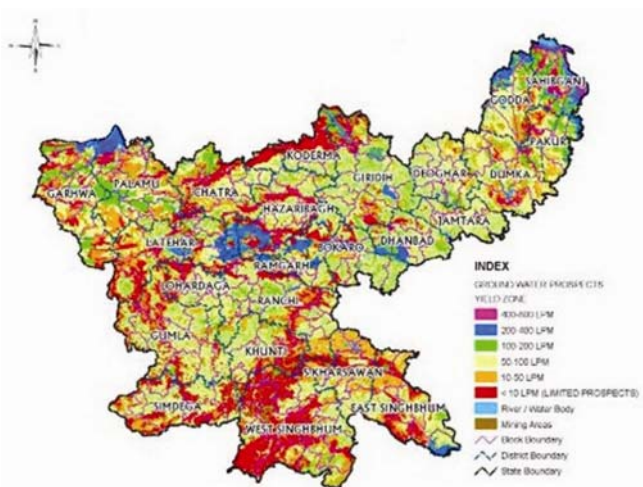 SAHIBGANJ
GODDA
PAKUR
KODERMA
DEOGHAR
DUMKA
GIRIDIH
PALAMU
GARHWA
CHATRA
HAZARIBAGH
JAMTARA
LATEHAR
BOKARO
DHANBAD
RAMGARH
LOHARDAGA
RANCHI
GUMLA
KHUNTI
S.KHARSAWAN
SIMDEGA
EAST SINGHBHUM
WEST SINGHBHUM
INDEX
GROUND WATER PROSPECTS
YIELD ZONE
400-800 LPM
200-400 LPM
100-200 LPM
50-100 LPM
10-50 LPM
< 10 LPM (LIMITED PROSPECTS)
River / Water Body
Mining Areas
Block Boundary
District Boundary
State Boundary